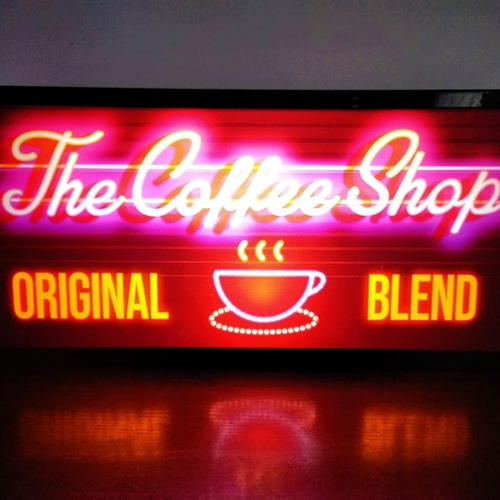 The Coffee Shop
ORIGINAL BLEND